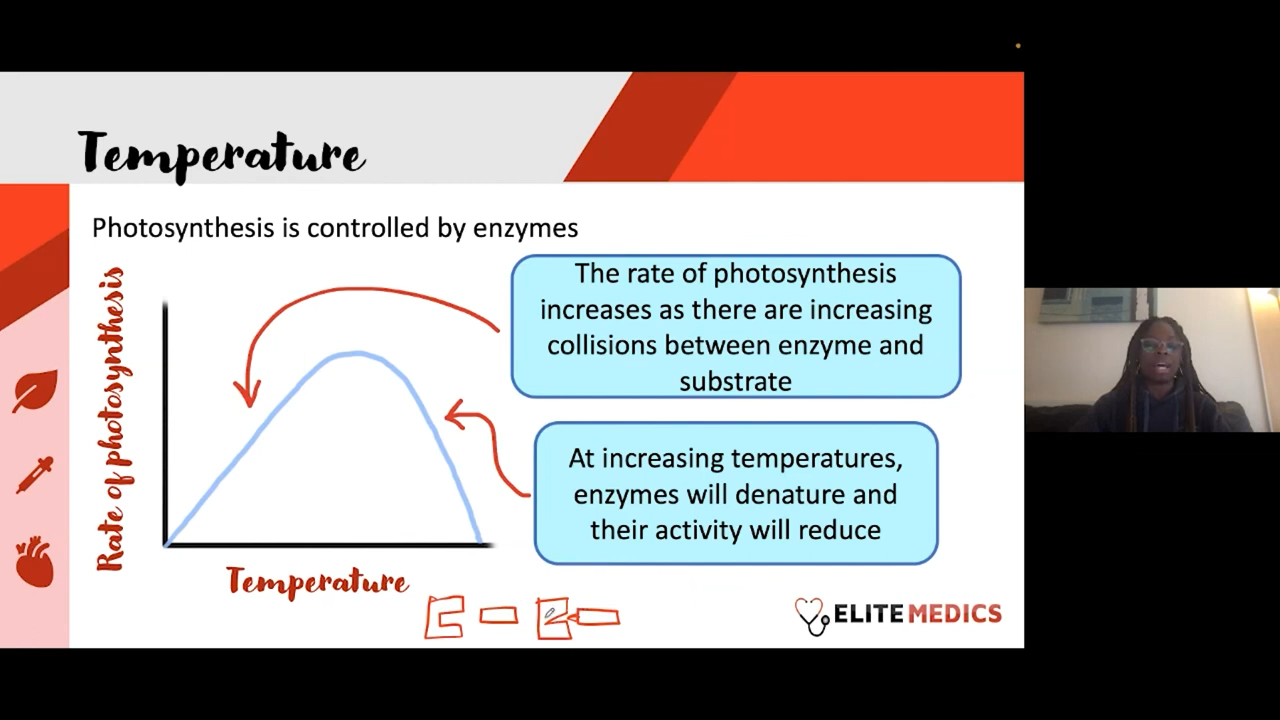 Temperature
Photosynthesis is controlled by enzymes
Rate of photosynthesis
The rate of photosynthesis
increases as there are increasing
collisions between enzyme and
substrate
At increasing temperatures,
enzymes will denature and
their activity will reduce
Temperature
ELITE MEDICS